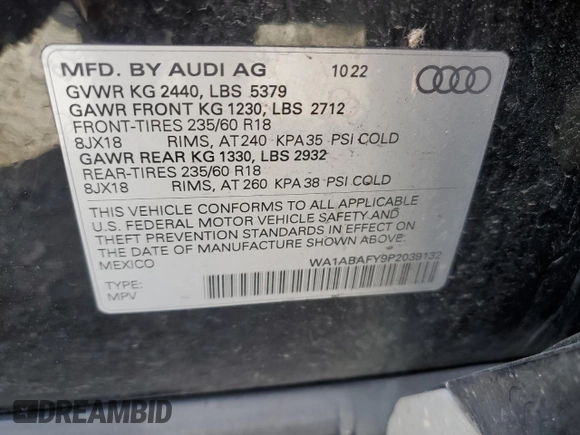 MFD. BY AUDI AG 1022
GVWR KG 2440, LBS 5379
GAWR FRONT KG 1230, LBS 2712
FRONT-TIRES 235/60 R18
8JX18 RIMS, AT 240 KPA 35 PSI COLD
GAWR REAR KG 1330, LBS 2932
REAR-TIRES 235/60 R18
8JX18 RIMS, AT 260 KPA 38 PSI COLD
THIS VEHICLE CONFORMS TO ALL APPLICABLE
U.S. FEDERAL MOTOR VEHICLE SAFETY AND
THEFT PREVENTION STANDARDS IN EFFECT ON
THE DATE OF MANUFACTURE SHOWN ABOVE.
MEXICO
WA1ABAFY9P2039132
TYPE:
MPV
DREAMBID